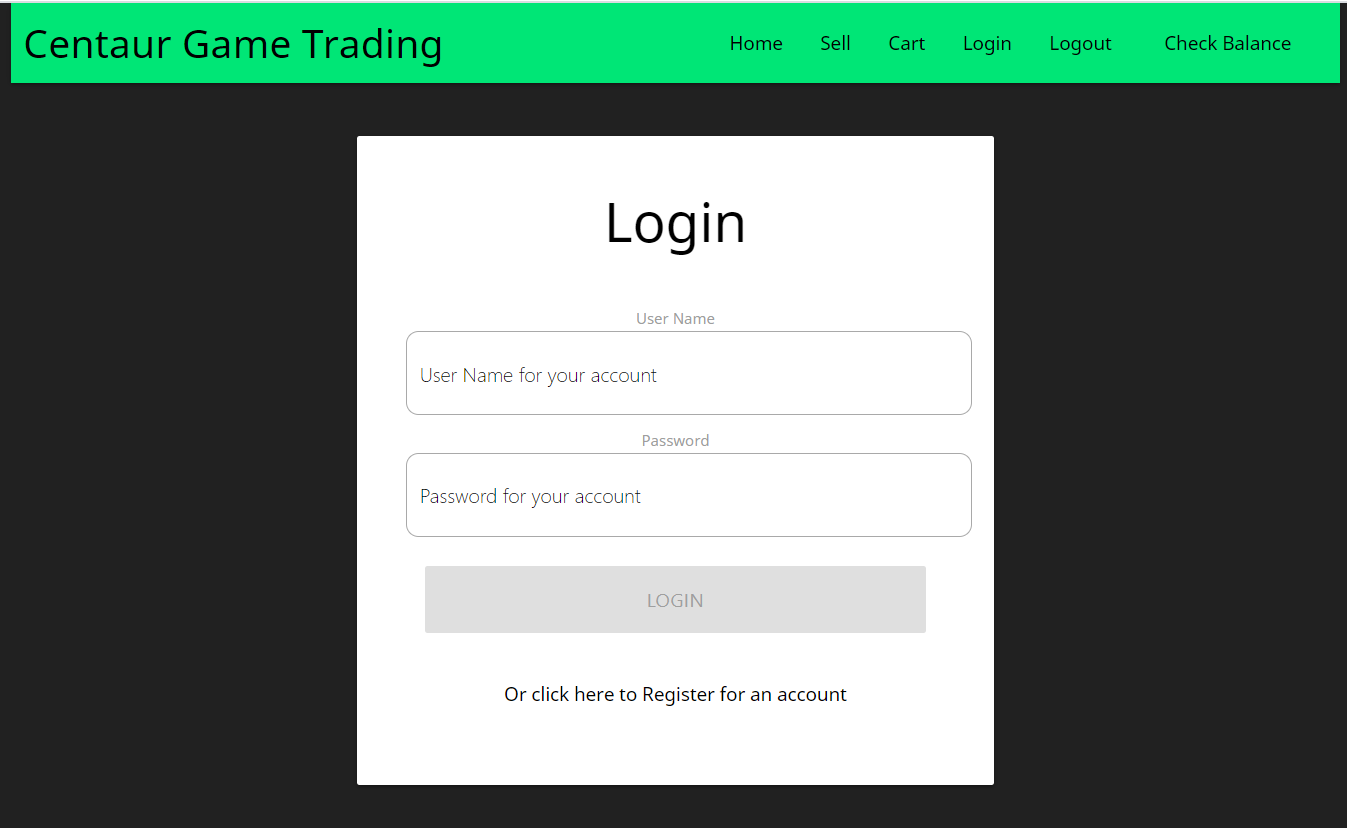 Centaur Game Trading Home Sell Cart Login Logout Check Balance
Login
User Name
User Name for your account
Password
Password for your account
LOGIN
Or click here to Register for an account